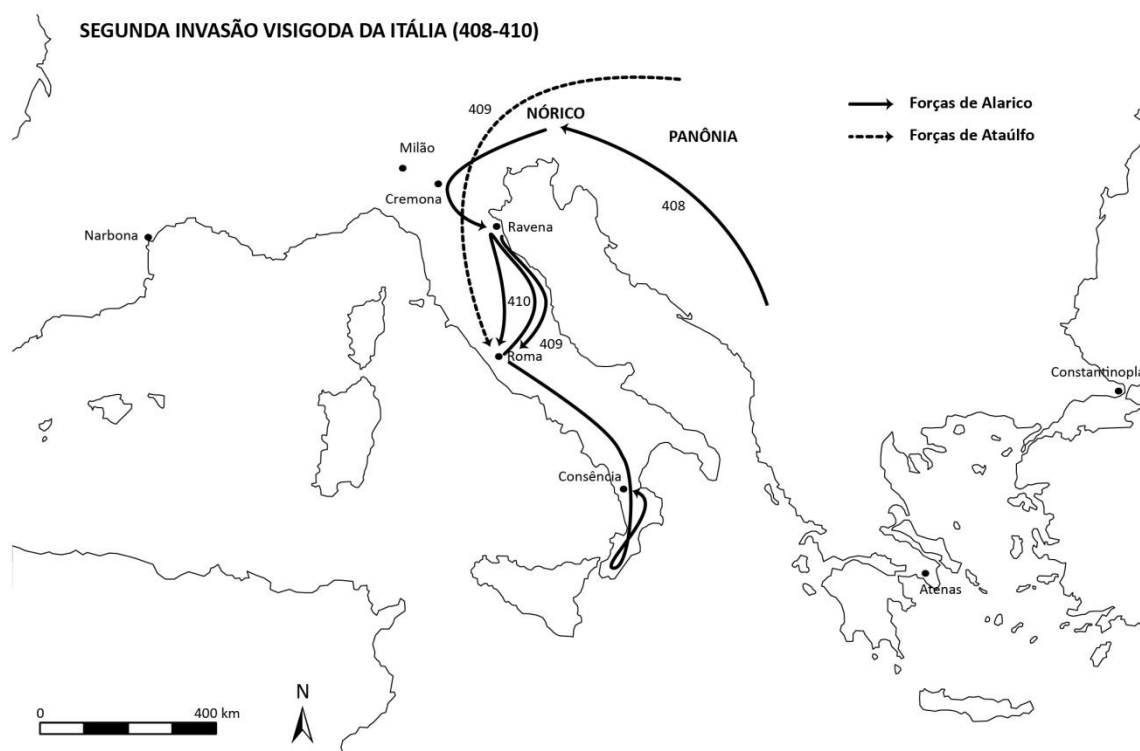 SEGUNDA INVASÃO VISIGODA DA ITÁLIA (408-410)
409
NÓRICO
PANÔNIA
Forças de Alarico
Forças de Ataúlfo
Milão
Cremona
408
Narbona
Ravena
410
409
Roma
Constantinopla
Consência
Atenas
N
0 400 km